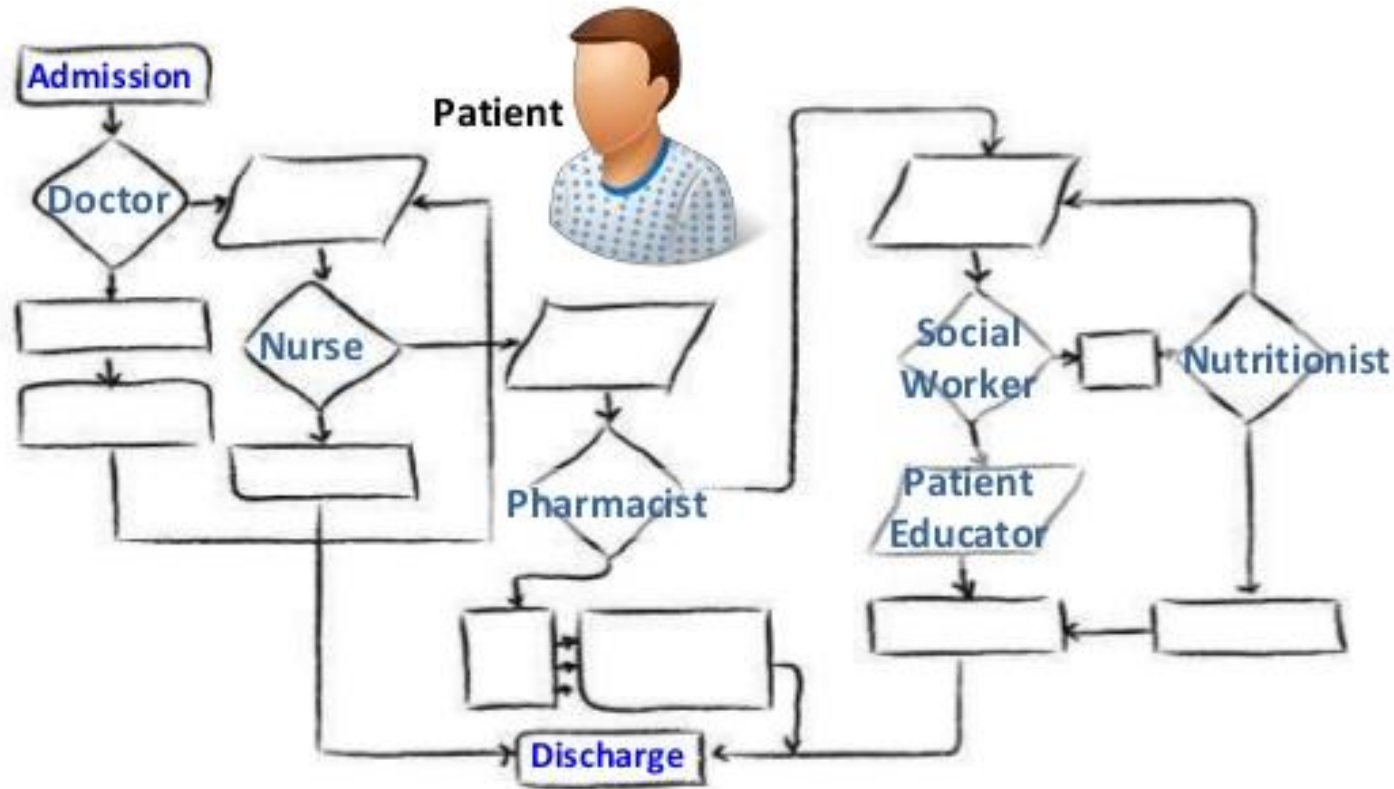 Admission
Patient
Doctor
Nurse
Social
Worker
Nutritionist
Pharmacist
Patient
Educator
Discharge